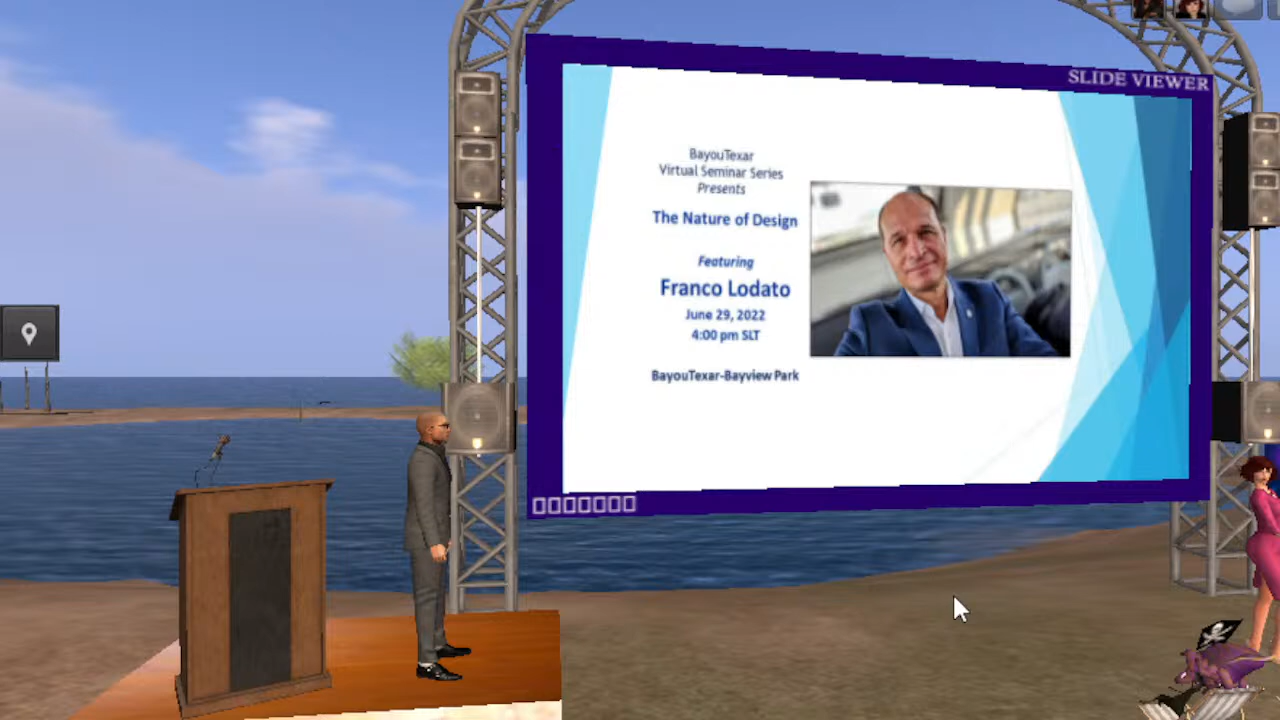 SLIDE VIEWER
BayouTexar
Virtual Seminar Series
Presents
The Nature of Design
Featuring
Franco Lodato
June 29, 2022
4:00 pm SLT
BayouTexar-Bayview Park